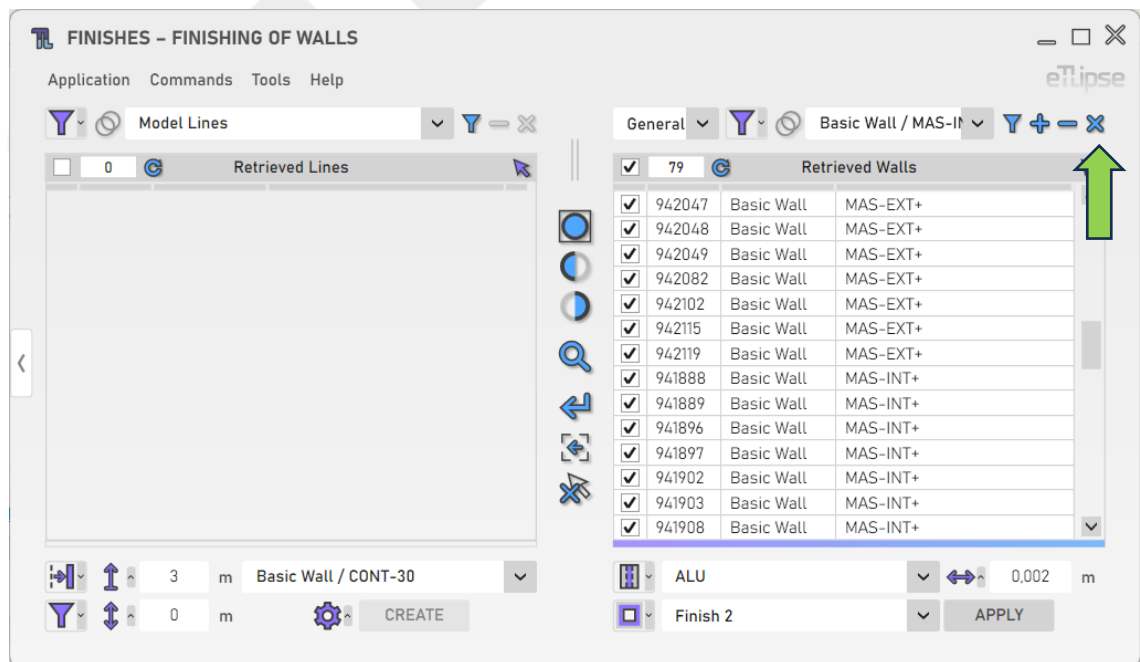 FINISHES – FINISHING OF WALLS
Application Commands Tools Help
eTLipse
Model Lines
General Basic Wall / MAS-IN
0 Retrieved Lines
79 Retrieved Walls
942047 Basic Wall MAS-EXT+
942048 Basic Wall MAS-EXT+
942049 Basic Wall MAS-EXT+
942082 Basic Wall MAS-EXT+
942102 Basic Wall MAS-EXT+
942115 Basic Wall MAS-EXT+
942119 Basic Wall MAS-EXT+
941888 Basic Wall MAS-INT+
941889 Basic Wall MAS-INT+
941896 Basic Wall MAS-INT+
941897 Basic Wall MAS-INT+
941902 Basic Wall MAS-INT+
941903 Basic Wall MAS-INT+
941908 Basic Wall MAS-INT+
3 m Basic Wall / CONT-30
ALU 0,002 m
0 m CREATE
Finish 2 APPLY